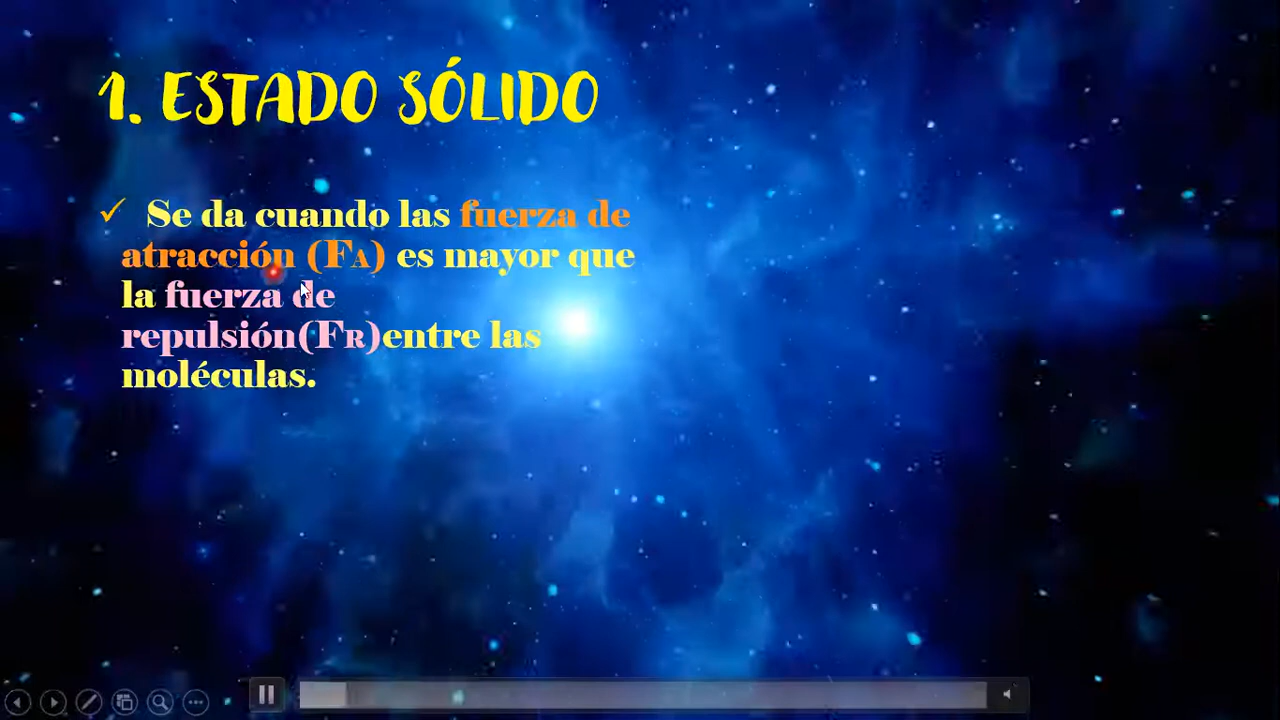 1. ESTADO SÓLIDO
✓ Se da cuando las fuerza de
atracción (FA) es mayor que
la fuerza de
repulsión(FR)entre las
moléculas.